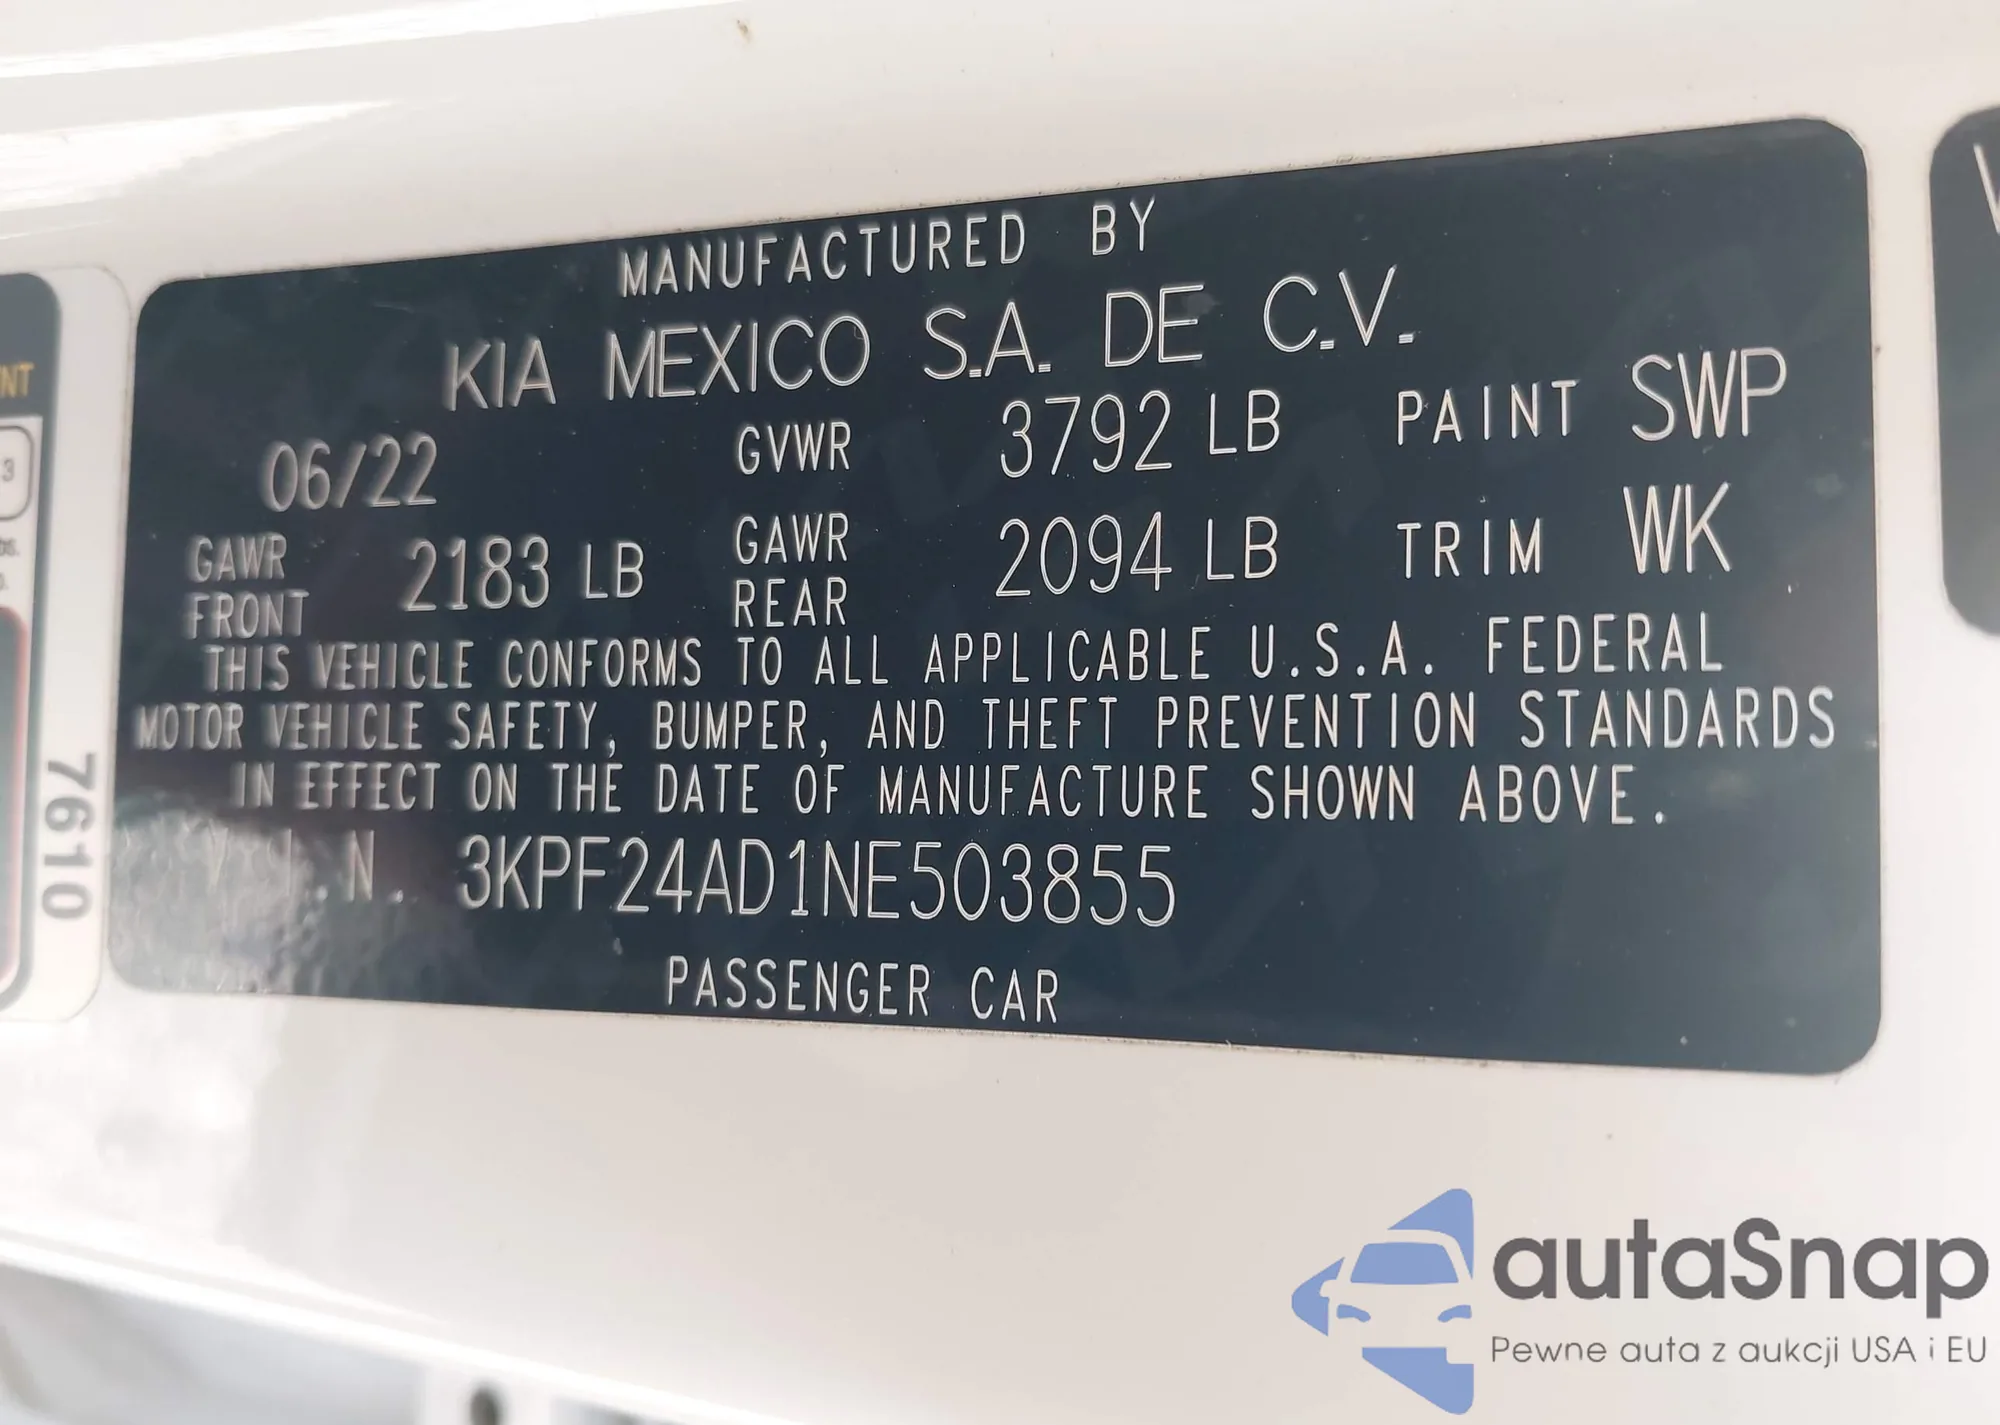 MANUFACTURED BY
KIA MEXICO S.A. DE C.V.
06/22 GVWR 3792 LB PAINT SWP
GAWR FRONT 2183 LB GAWR REAR 2094 LB TRIM WK
THIS VEHICLE CONFORMS TO ALL APPLICABLE U.S.A. FEDERAL
MOTOR VEHICLE SAFETY, BUMPER, AND THEFT PREVENTION STANDARDS
IN EFFECT ON THE DATE OF MANUFACTURE SHOWN ABOVE.
V.I.N. 3KPF24AD1NE503855
PASSENGER CAR
7610
3
autaSnap
Pewne auta z aukcji USA i EU